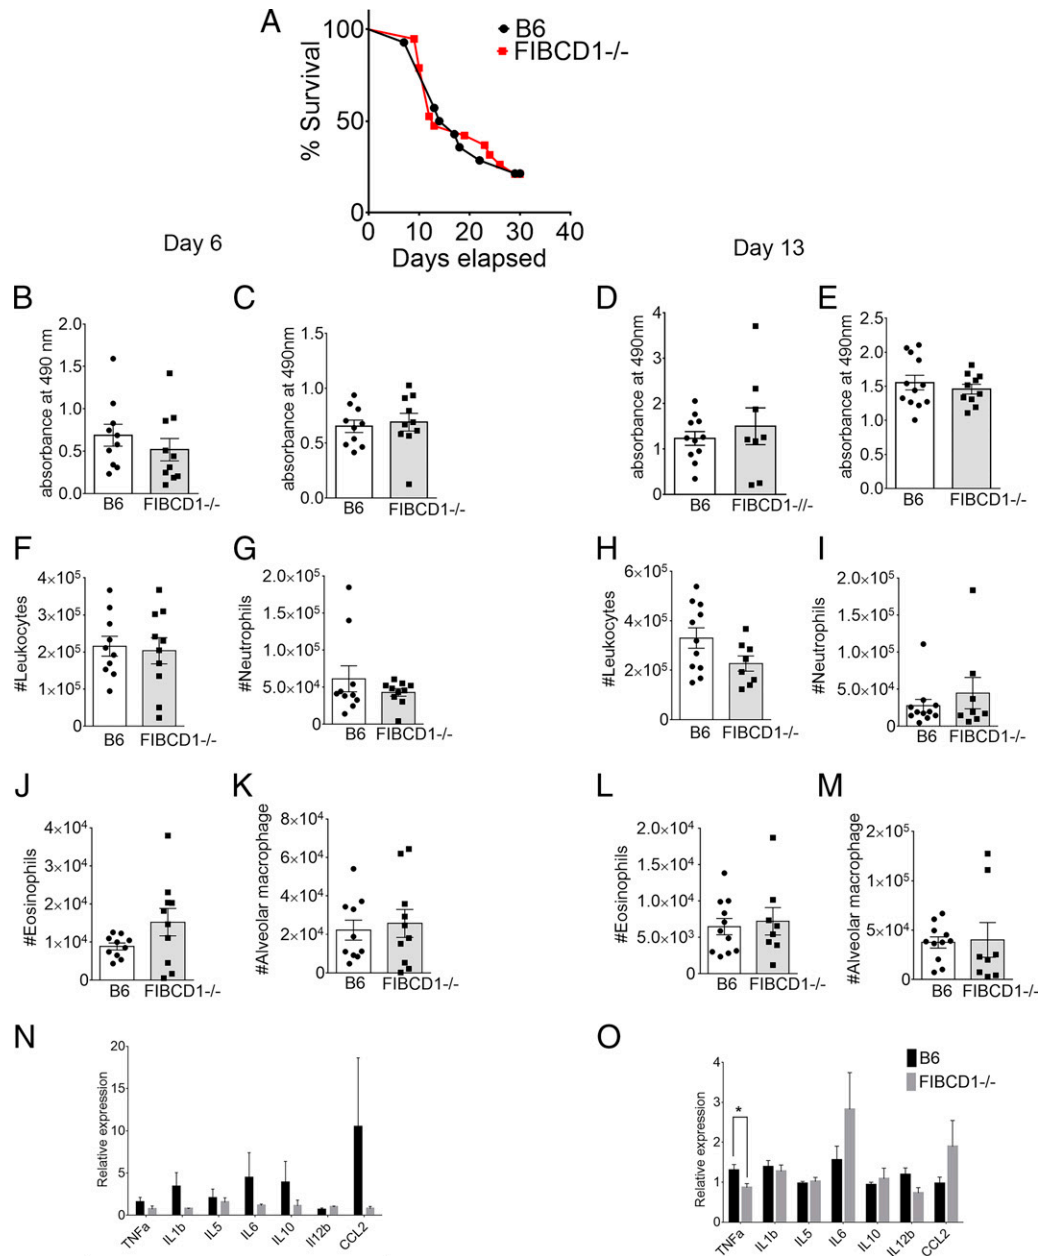 A
B6
FIBCD1-/-
% Survival
100
50
0
0 10 20 30 40
Days elapsed
Day 6
Day 13
B
absorbance at 490 nm
2.0
1.5
1.0
0.5
0.0
B6 FIBCD1-/-
C
absorbance at 490nm
1.5
1.0
0.5
0.0
B6 FIBCD1-/-
D
absorbance at 490nm
4
3
2
1
0
B6 FIBCD1-//-
E
absorbance at 490nm
2.5
2.0
1.5
1.0
0.5
0.0
B6 FIBCD1-/-
F
#Leukocytes
4×10⁵
3×10⁵
2×10⁵
1×10⁵
0
B6 FIBCD1-/-
G
#Neutrophils
2.0×10⁵
1.5×10⁵
1.0×10⁵
5.0×10⁴
0
B6 FIBCD1-/-
H
#Leukocytes
6×10⁵
4×10⁵
2×10⁵
0
B6 FIBCD1-/-
I
#Neutrophils
2.0×10⁵
1.5×10⁵
1.0×10⁵
5.0×10⁴
0
B6 FIBCD1-/-
J
#Eosinophils
4×10⁴
3×10⁴
2×10⁴
1×10⁴
0
B6 FIBCD1-/-
K
#Alveolar macrophage
8×10⁴
6×10⁴
4×10⁴
2×10⁴
0
B6 FIBCD1-/-
L
#Eosinophils
2.0×10⁴
1.5×10⁴
1.0×10⁴
5.0×10³
0
B6 FIBCD1-/-
M
#Alveolar macrophage
2×10⁵
1×10⁵
5×10⁴
0
B6 FIBCD1-/-
N
Relative expression
20
15
10
5
0
TNFa IL1b IL5 IL6 IL10 Il12b CCL2
O
B6
FIBCD1-/-
Relative expression
4
3
2
1
0
*
TNFa IL1b IL5 IL6 IL10 IL12b CCL2